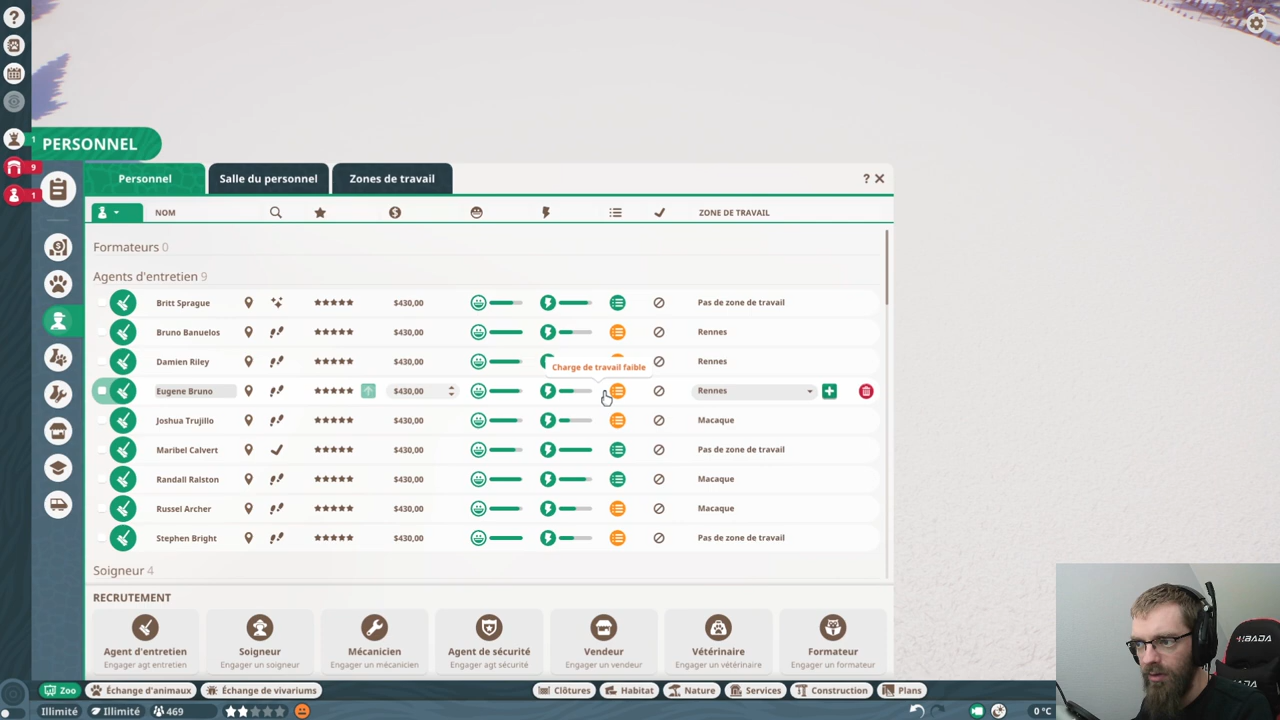 ?
1
9
1
PERSONNEL
Personnel
Salle du personnel
Zones de travail
?
NOM
ZONE DE TRAVAIL
Formateurs 0
Agents d'entretien 9
Britt Sprague $430,00 Pas de zone de travail
Bruno Banuelos $430,00 Rennes
Damien Riley $430,00 Rennes
Charge de travail faible
Eugene Bruno $430,00 Rennes
Joshua Trujillo $430,00 Macaque
Maribel Calvert $430,00 Pas de zone de travail
Randall Ralston $430,00 Macaque
Russel Archer $430,00 Macaque
Stephen Bright $430,00 Pas de zone de travail
Soigneur 4
RECRUTEMENT
Agent d'entretien
Engager agt entretien
Soigneur
Engager un soigneur
Mécanicien
Engager un mécanicien
Agent de sécurité
Engager agt sécurité
Vendeur
Engager un vendeur
Vétérinaire
Engager un vétérinaire
Formateur
Engager un formateur
Zoo Échange d'animaux Échange de vivariums Clôtures Habitat Nature Services Construction Plans
Illimité Illimité 469 0 °C